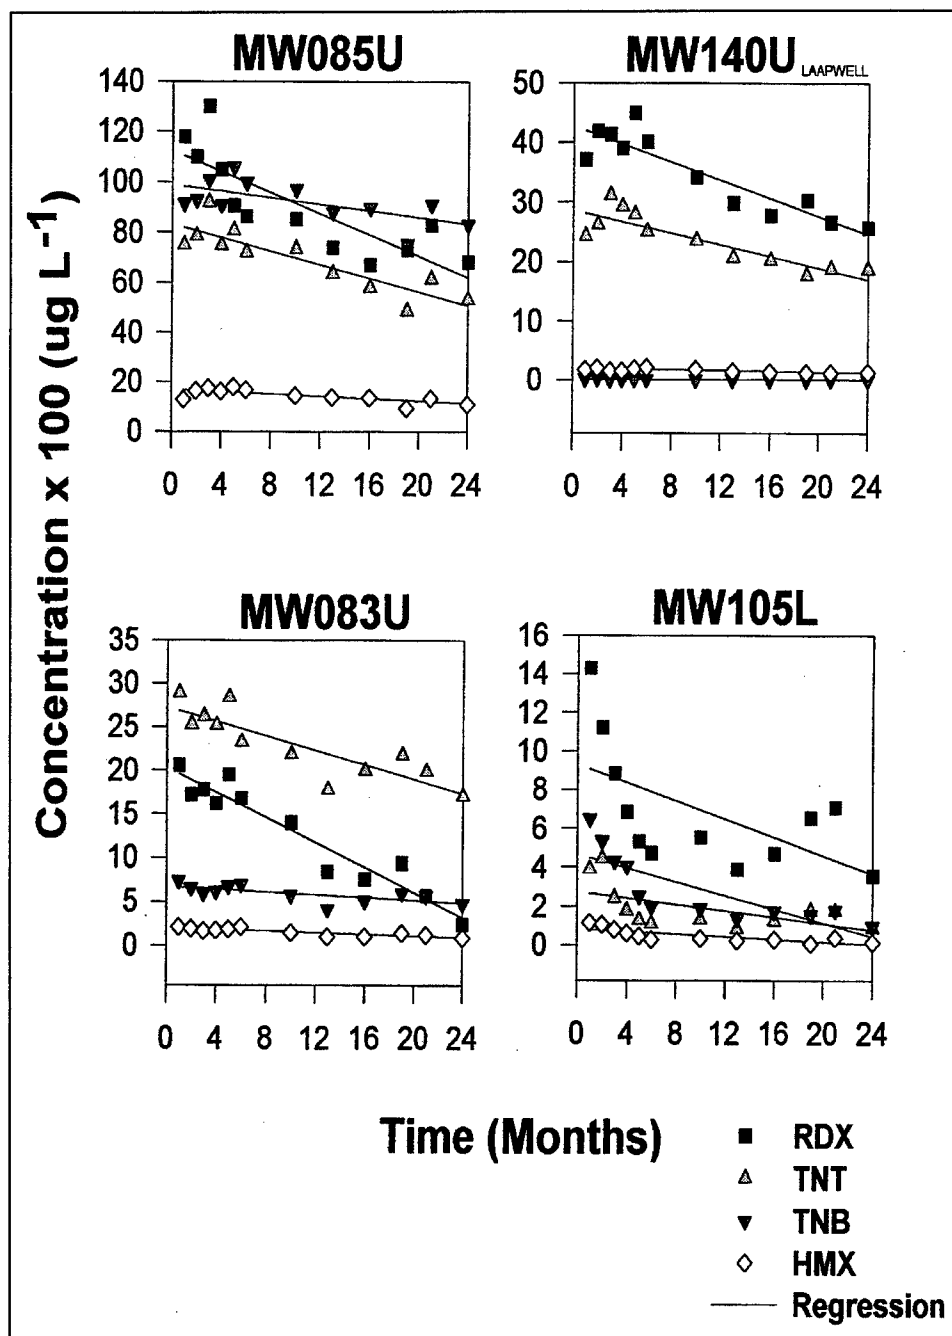 MW085U
MW140U LAAPWELL
140
120
100
80
60
40
20
0
0 4 8 12 16 20 24
50
40
30
20
10
0
0 4 8 12 16 20 24
Concentration x 100 (ug L⁻¹)
MW083U
MW105L
35
30
25
20
15
10
5
0
0 4 8 12 16 20 24
16
14
12
10
8
6
4
2
0
0 4 8 12 16 20 24
Time (Months)
RDX
TNT
TNB
HMX
Regression